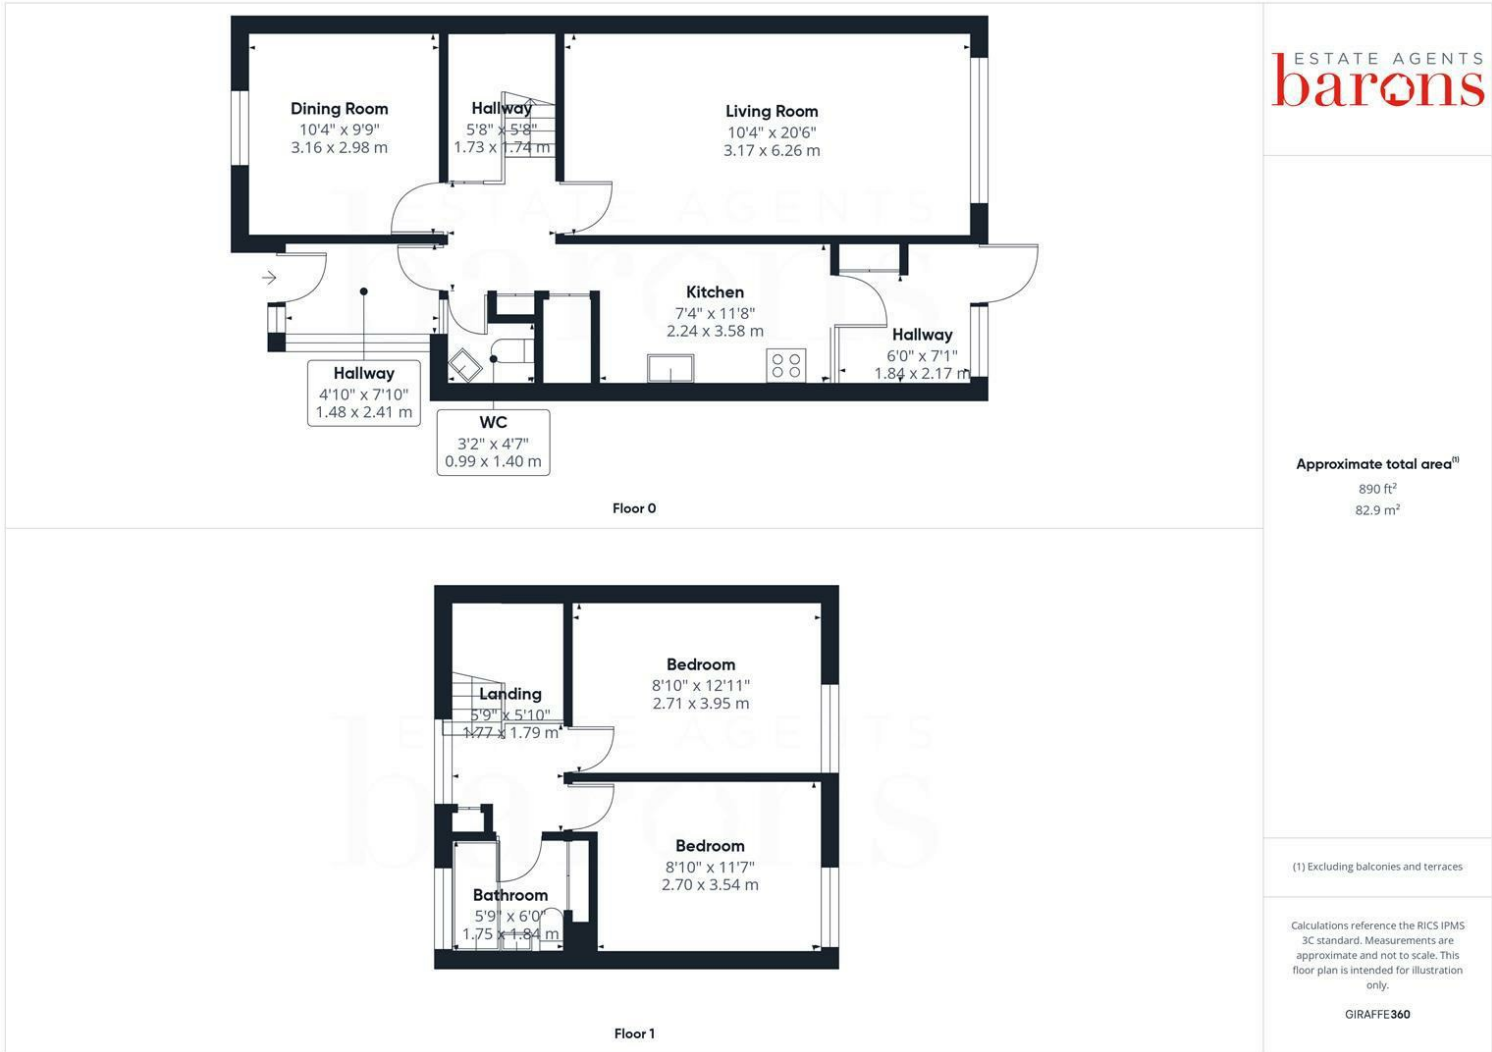 Dining Room
10'4" x 9'9"
3.16 x 2.98 m
Hallway
5'8" x 5'8"
1.73 x 1.74 m
Living Room
10'4" x 20'6"
3.17 x 6.26 m
Kitchen
7'4" x 11'8"
2.24 x 3.58 m
Hallway
6'0" x 7'1"
1.84 x 2.17 m
Hallway
4'10" x 7'10"
1.48 x 2.41 m
WC
3'2" x 4'7"
0.99 x 1.40 m
ESTATE AGENTS
barons
Floor 0
Landing
5'9" x 5'10"
1.77 x 1.79 m
Bedroom
8'10" x 12'11"
2.71 x 3.95 m
Bedroom
8'10" x 11'7"
2.70 x 3.54 m
Bathroom
5'9" x 6'0"
1.75 x 1.84 m
ESTATE AGENTS
barons
Floor 1
ESTATE AGENTS
barons
Approximate total area(1)
890 ft²
82.9 m²
(1) Excluding balconies and terraces
Calculations reference the RICS IPMS
3C standard. Measurements are
approximate and not to scale. This
floor plan is intended for illustration
only.
GIRAFFE360